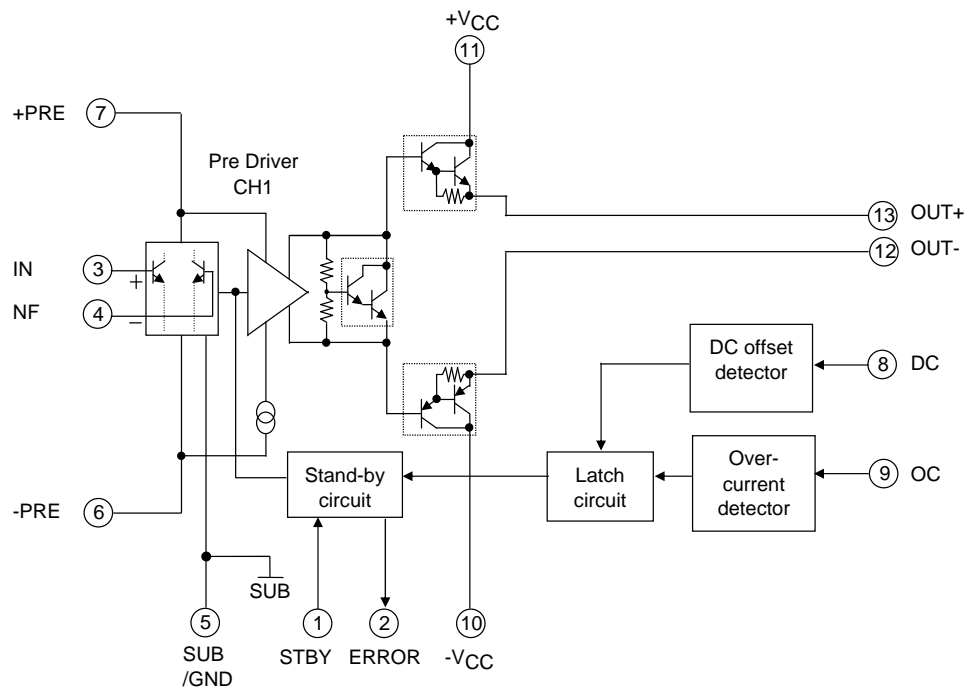 +VCC
11
+PRE
7
Pre Driver
CH1
13
OUT+
12
OUT-
IN
3
+
NF
4
−
DC offset
detector
8
DC
Stand-by
circuit
Latch
circuit
Over-
current
detector
9
OC
-PRE
6
SUB
5
SUB
/GND
1
STBY
2
ERROR
10
-VCC